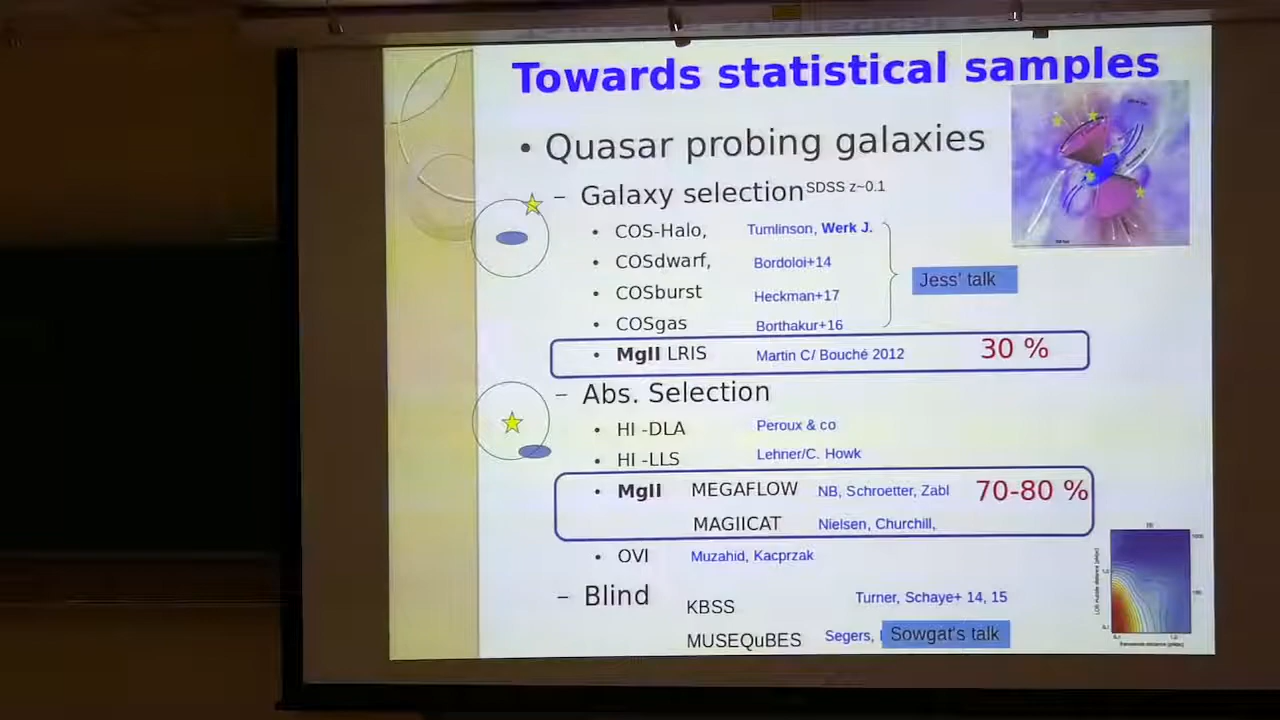 Towards statistical samples
• Quasar probing galaxies
– Galaxy selection SDSS z~0.1
• COS-Halo, Tumlinson, Werk J.
• COSdwarf, Bordoloi+14
Jess' talk
• COSburst Heckman+17
• COSgas Borthakur+16
• MgII LRIS Martin C/ Bouché 2012 30 %
– Abs. Selection
• HI -DLA Peroux & co
• HI -LLS Lehner/C. Howk
• MgII MEGAFLOW NB, Schroetter, Zabl 70-80 %
MAGIICAT Nielsen, Churchill,
• OVI Muzahid, Kacprzak
– Blind KBSS Turner, Schaye+ 14, 15
MUSEQuBES Segers, Sowgat's talk